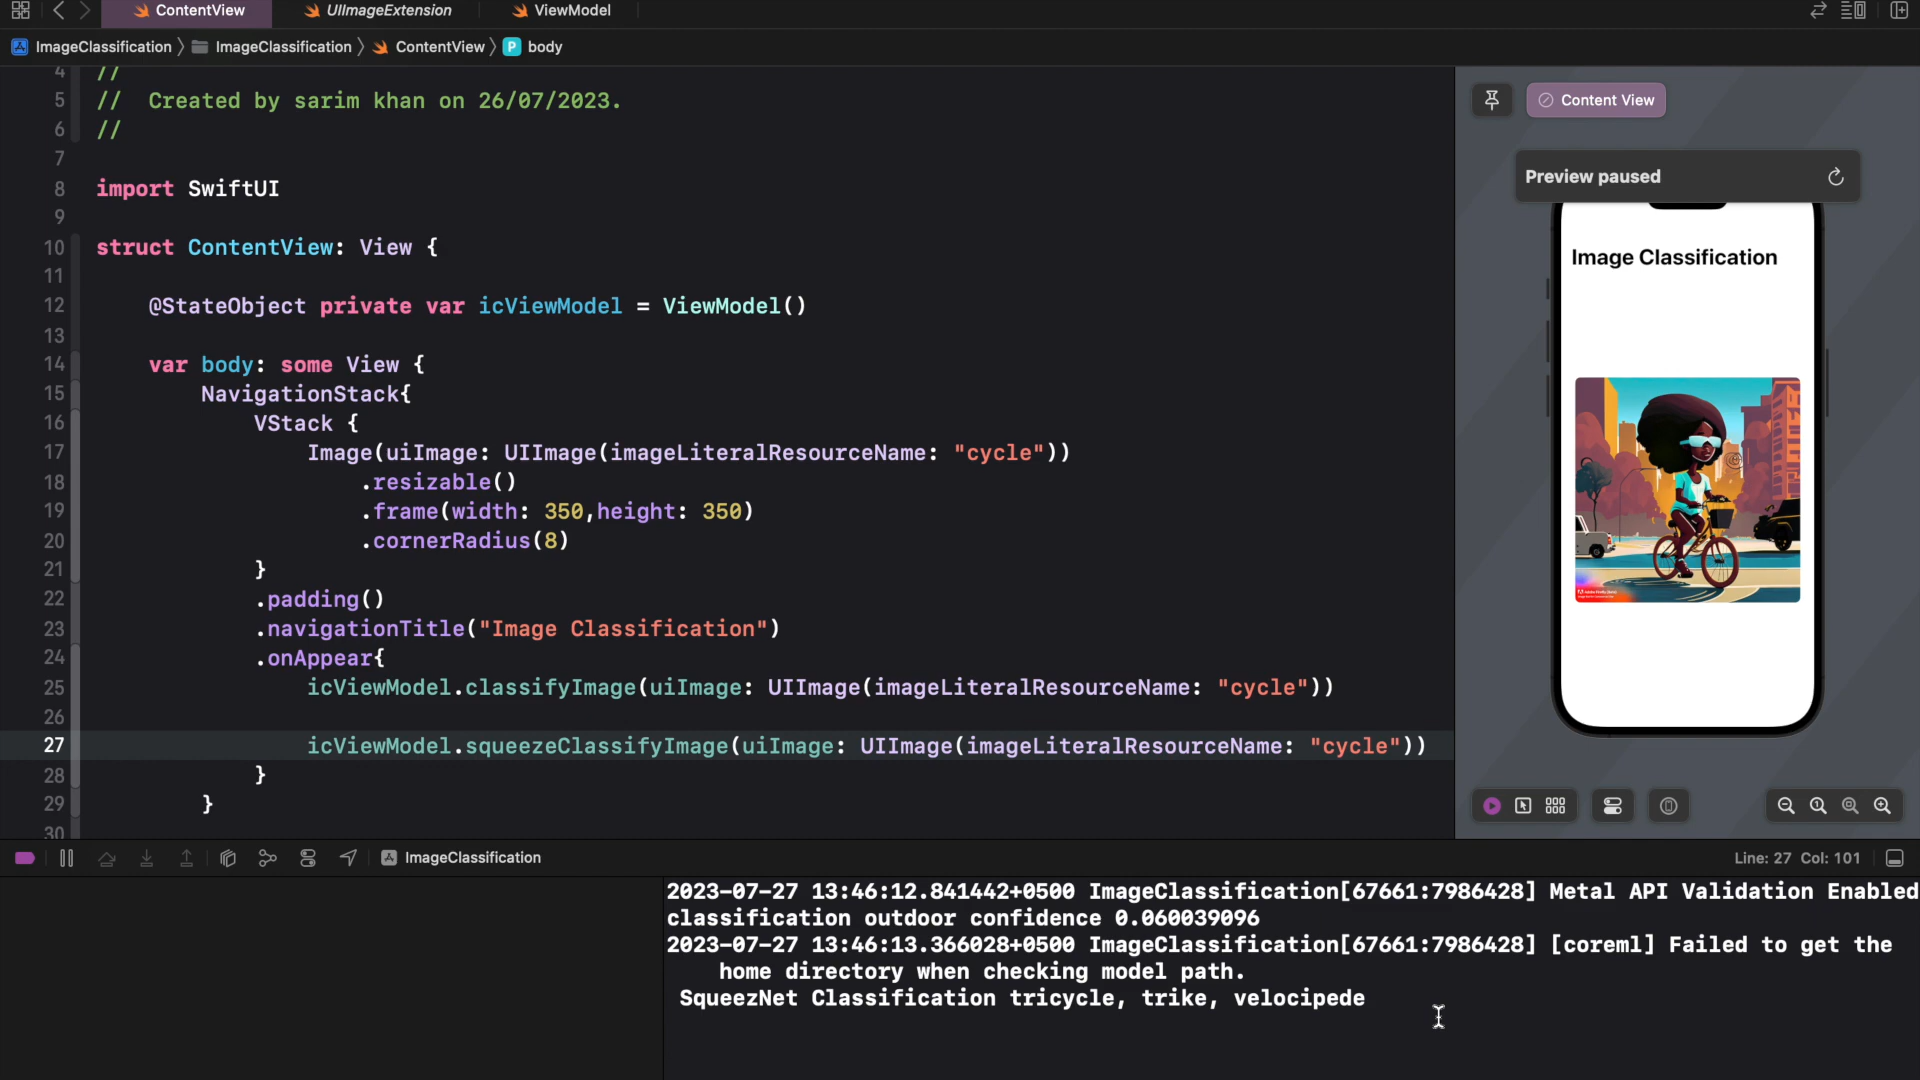 ContentView
UIImageExtension
ViewModel
ImageClassification
ImageClassification
ContentView
P
body
4 //
5 // Created by sarim khan on 26/07/2023.
6 //
7
8 import SwiftUI
9
10 struct ContentView: View {
11
12 @StateObject private var icViewModel = ViewModel()
13
14 var body: some View {
15 NavigationStack{
16 VStack {
17 Image(uiImage: UIImage(imageLiteralResourceName: "cycle"))
18 .resizable()
19 .frame(width: 350,height: 350)
20 .cornerRadius(8)
21 }
22 .padding()
23 .navigationTitle("Image Classification")
24 .onAppear{
25 icViewModel.classifyImage(uiImage: UIImage(imageLiteralResourceName: "cycle"))
26
27 icViewModel.squeezeClassifyImage(uiImage: UIImage(imageLiteralResourceName: "cycle"))
28 }
29 }
30
Content View
Preview paused
Image Classification
ImageClassification
Line: 27 Col: 101
2023-07-27 13:46:12.841442+0500 ImageClassification[67661:7986428] Metal API Validation Enabled
classification outdoor confidence 0.060039096
2023-07-27 13:46:13.366028+0500 ImageClassification[67661:7986428] [coreml] Failed to get the
home directory when checking model path.
SqueezNet Classification tricycle, trike, velocipede